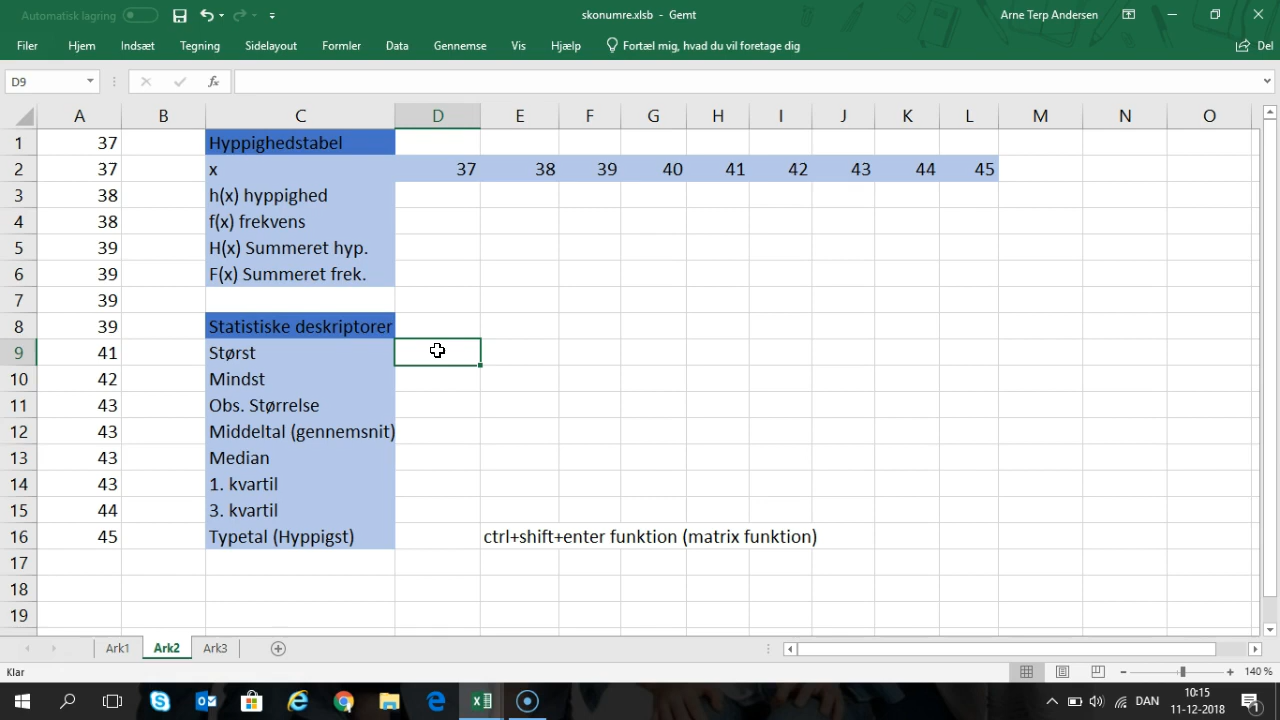 Automatisk lagring
skonumre.xlsb - Gemt
Arne Terp Andersen
Filer Hjem Indsæt Tegning Sidelayout Formler Data Gennemse Vis Hjælp Fortæl mig, hvad du vil foretage dig Del
D9 fx
A B C D E F G H I J K L M N O
1 37 Hyppighedstabel
2 37 x 37 38 39 40 41 42 43 44 45
3 38 h(x) hyppighed
4 38 f(x) frekvens
5 39 H(x) Summeret hyp.
6 39 F(x) Summeret frek.
7 39
8 39 Statistiske deskriptorer
9 41 Størst
10 42 Mindst
11 43 Obs. Størrelse
12 43 Middeltal (gennemsnit)
13 43 Median
14 43 1. kvartil
15 44 3. kvartil
16 45 Typetal (Hyppigst) ctrl+shift+enter funktion (matrix funktion)
17
18
19
Ark1 Ark2 Ark3
Klar 140 %
DAN 10:15
11-12-2018 1